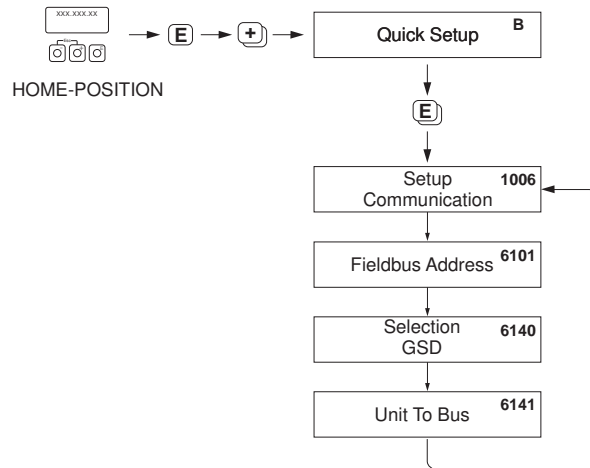 XXX.XXX.XX
Esc
E
+
Quick Setup B
HOME-POSITION
E
Setup 1006
Communication
Fieldbus Address 6101
Selection 6140
GSD
Unit To Bus 6141